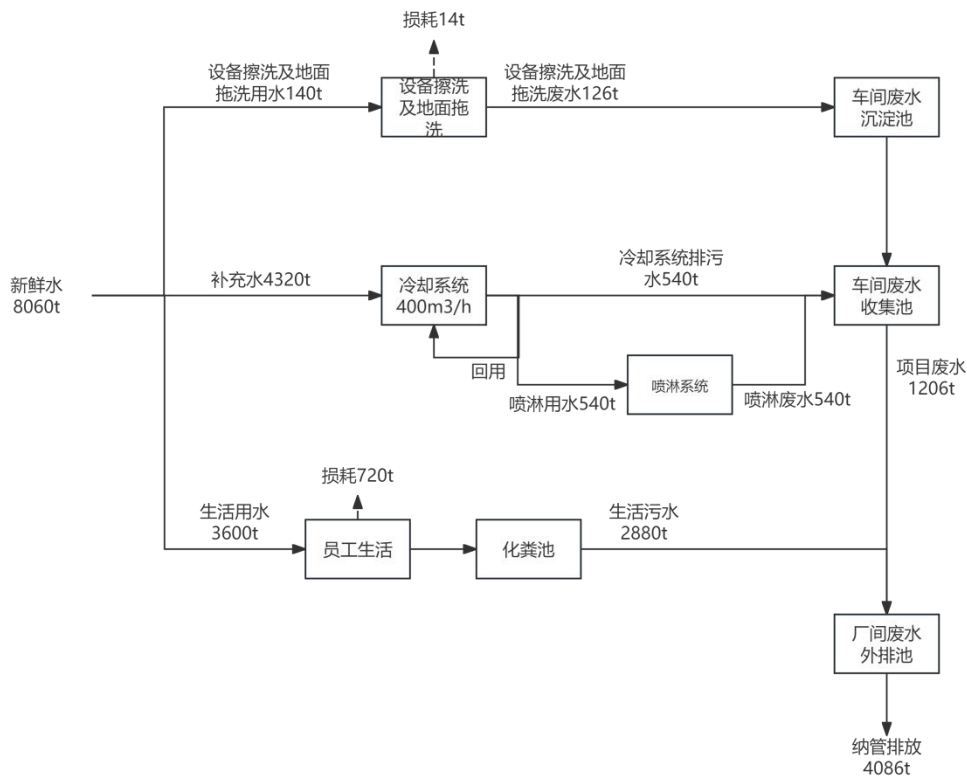 损耗14t
设备擦洗及地面
拖洗用水140t
设备擦洗
及地面拖
洗
设备擦洗及地面
拖洗废水126t
车间废水
沉淀池
新鲜水
8060t
补充水4320t
冷却系统
400m3/h
冷却系统排污
水540t
车间废水
收集池
回用
喷淋用水540t
喷淋系统
喷淋废水540t
项目废水
1206t
损耗720t
生活用水
3600t
员工生活
化粪池
生活污水
2880t
厂间废水
外排池
纳管排放
4086t